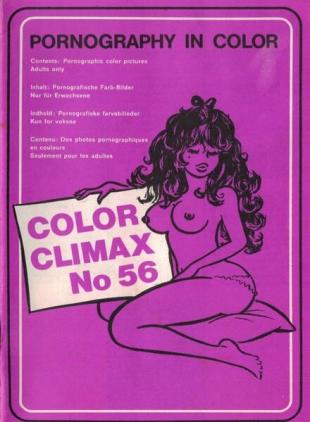 PORNOGRAPHY IN COLOR
Contents: Pornographic color pictures
Adults only
Inhalt: Pornografische Farb-Bilder
Nur für Erwachsene
Indhold: Pornografiske farvebilleder
Kun for voksne
Contenu: Des photos pornographiques
en couleurs
Seulement pour les adultes
COLOR
CLIMAX
No 56